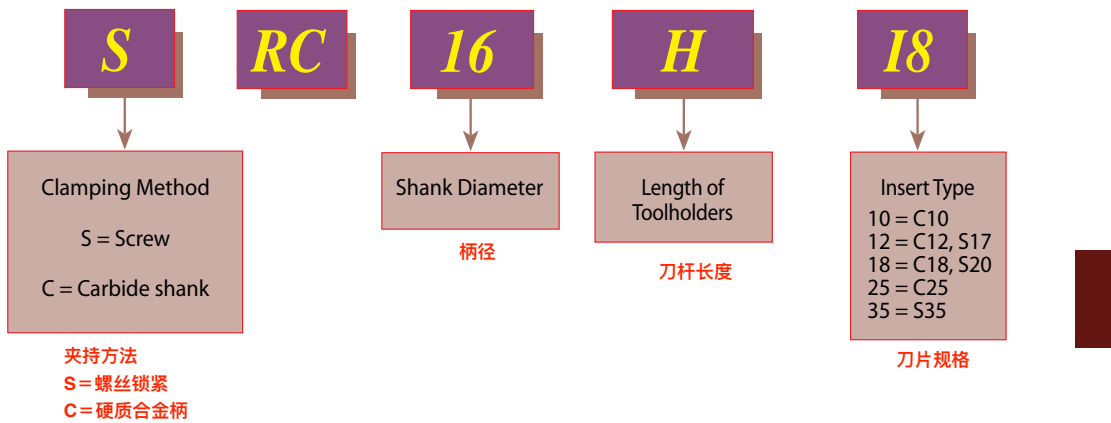 S RC 16 H I8
Clamping Method
S = Screw
C = Carbide shank
夹持方法
S＝螺丝锁紧
C＝硬质合金柄
Shank Diameter
柄径
Length of
Toolholders
刀杆长度
Insert Type
10 = C10
12 = C12, S17
18 = C18, S20
25 = C25
35 = S35
刀片规格